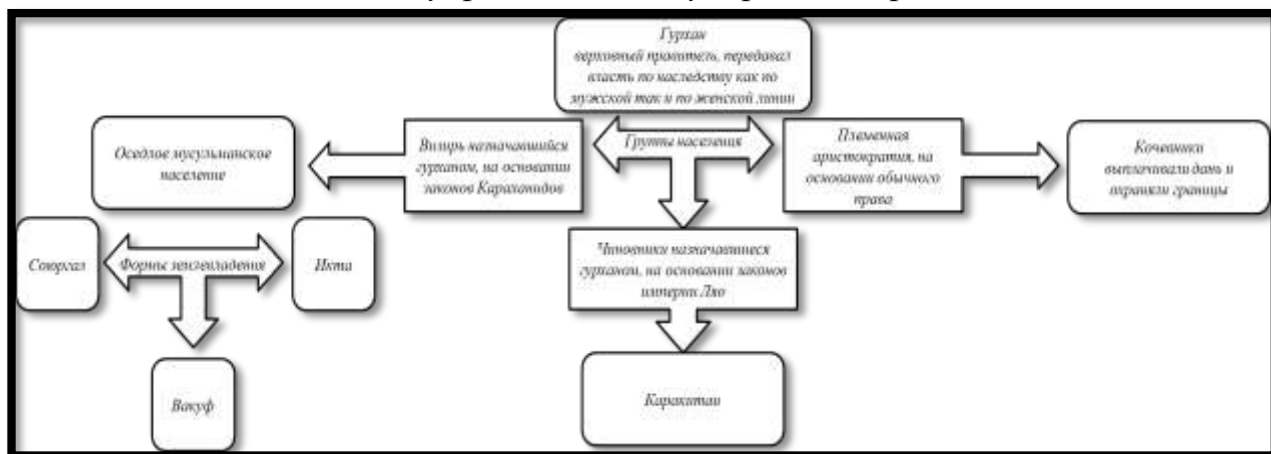 Гурхан
верховный правитель, передавал
власть по наследству как по
мужской так и по женской линии
Оседлое мусульманское
население
Визирь назначавшийся
гурханом, на основании
законов Караханидов
Группы населения
Племенная
аристократия, на
основании обычного
права
Кочевники
выплачивали дань и
охраняли границы
Союргал
Формы землевладения
Икта
Чиновники назначавшиеся
гурханом, на основании законов
империи Ляо
Вакуф
Каракитаи